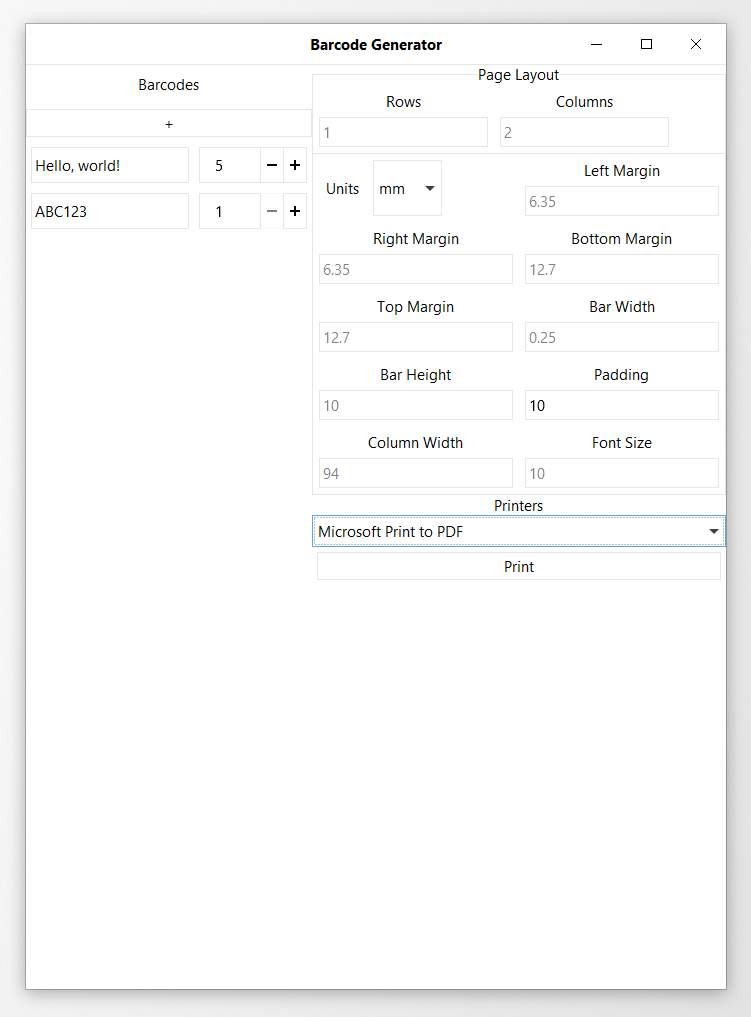 Barcode Generator
Barcodes
+
Hello, world! 5 − +
ABC123 1 − +
Page Layout
Rows Columns
1 2
Units mm Left Margin
6.35
Right Margin Bottom Margin
6.35 12.7
Top Margin Bar Width
12.7 0.25
Bar Height Padding
10 10
Column Width Font Size
94 10
Printers
Microsoft Print to PDF
Print